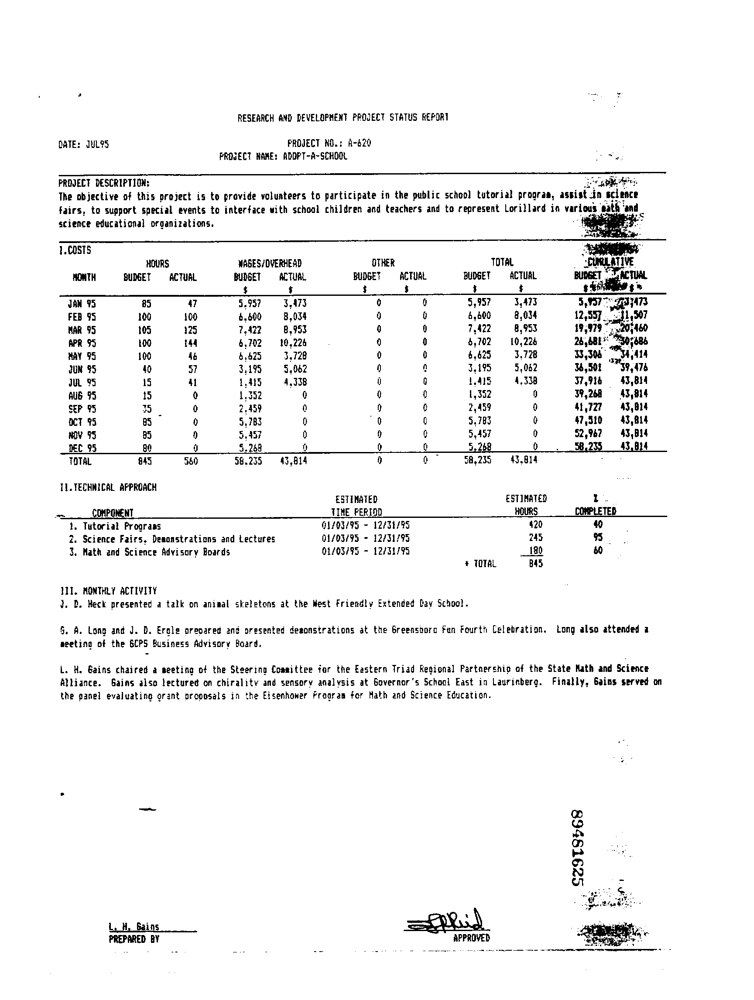 RESEARCH AND DEVELOPMENT PROJECT STATUS REPORT
DATE: JUL95 PROJECT NO.: A-620
PROJECT NAME: ADOPT-A-SCHOOL
PROJECT DESCRIPTION:
The objective of this project is to provide volunteers to participate in the public school tutorial program, assist in science
fairs, to support special events to interface with school children and teachers and to represent Lorillard in various math and
science educational organizations.
I.COSTS
HOURS WAGES/OVERHEAD OTHER TOTAL CUMULATIVE
MONTH BUDGET ACTUAL BUDGET ACTUAL BUDGET ACTUAL BUDGET ACTUAL BUDGET ACTUAL
$ $ $ $ $ $ $
JAN 95 85 47 5,957 3,473 0 0 5,957 3,473 5,957 3,473
FEB 95 100 100 6,600 8,034 0 0 6,600 8,034 12,557 11,507
MAR 95 105 125 7,422 8,953 0 0 7,422 8,953 19,979 20,460
APR 95 100 144 6,702 10,226 0 0 6,702 10,226 26,681 30,686
MAY 95 100 46 6,625 3,728 0 0 6,625 3,728 33,306 34,414
JUN 95 40 57 3,195 5,062 0 0 3,195 5,062 36,501 39,476
JUL 95 15 41 1,415 4,338 0 0 1,415 4,338 37,916 43,814
AUG 95 15 0 1,352 0 0 0 1,352 0 39,268 43,814
SEP 95 35 0 2,459 0 0 0 2,459 0 41,727 43,814
OCT 95 85 0 5,783 0 0 0 5,783 0 47,510 43,814
NOV 95 85 0 5,457 0 0 0 5,457 0 52,967 43,814
DEC 95 80 0 5,268 0 0 0 5,268 0 58,235 43,814
TOTAL 845 560 58,235 43,814 0 0 58,235 43,814
II.TECHNICAL APPROACH
ESTIMATED ESTIMATED %
COMPONENT TIME PERIOD HOURS COMPLETED
1. Tutorial Programs 01/03/95 - 12/31/95 420 40
2. Science Fairs, Demonstrations and Lectures 01/03/95 - 12/31/95 245 95
3. Math and Science Advisory Boards 01/03/95 - 12/31/95 180 60
* TOTAL 845
III. MONTHLY ACTIVITY
J. D. Heck presented a talk on animal skeletons at the West Friendly Extended Day School.
G. A. Long and J. D. Ergle prepared and presented demonstrations at the Greensboro Fun Fourth Celebration. Long also attended a
meeting of the GCPS Business Advisory Board.
L. H. Gains chaired a meeting of the Steering Committee for the Eastern Triad Regional Partnership of the State Math and Science
Alliance. Gains also lectured on chirality and sensory analysis at Governor's School East in Laurinberg. Finally, Gains served on
the panel evaluating grant proposals in the Eisenhower Program for Math and Science Education.
89481625
L. H. Gains
PREPARED BY APPROVED